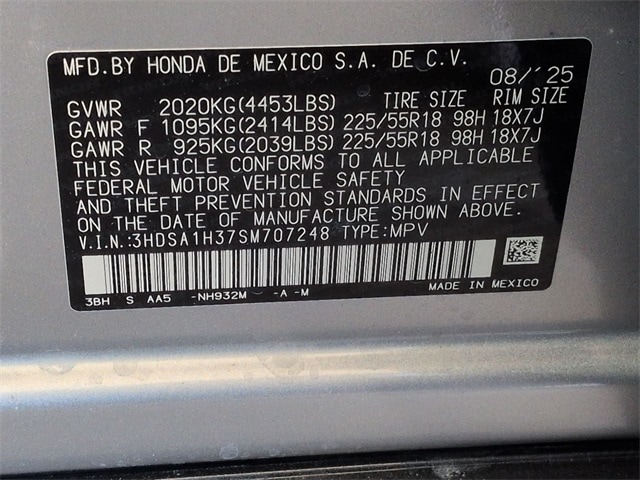 MFD.BY HONDA DE MEXICO S.A. DE C.V.
08/'25
GVWR 2020KG(4453LBS) TIRE SIZE RIM SIZE
GAWR F 1095KG(2414LBS) 225/55R18 98H 18X7J
GAWR R 925KG(2039LBS) 225/55R18 98H 18X7J
THIS VEHICLE CONFORMS TO ALL APPLICABLE
FEDERAL MOTOR VEHICLE SAFETY
AND THEFT PREVENTION STANDARDS IN EFFECT
ON THE DATE OF MANUFACTURE SHOWN ABOVE.
V.I.N.:3HDSA1H37SM707248 TYPE:MPV
3BH S AA5 -NH932M -A -M
MADE IN MEXICO